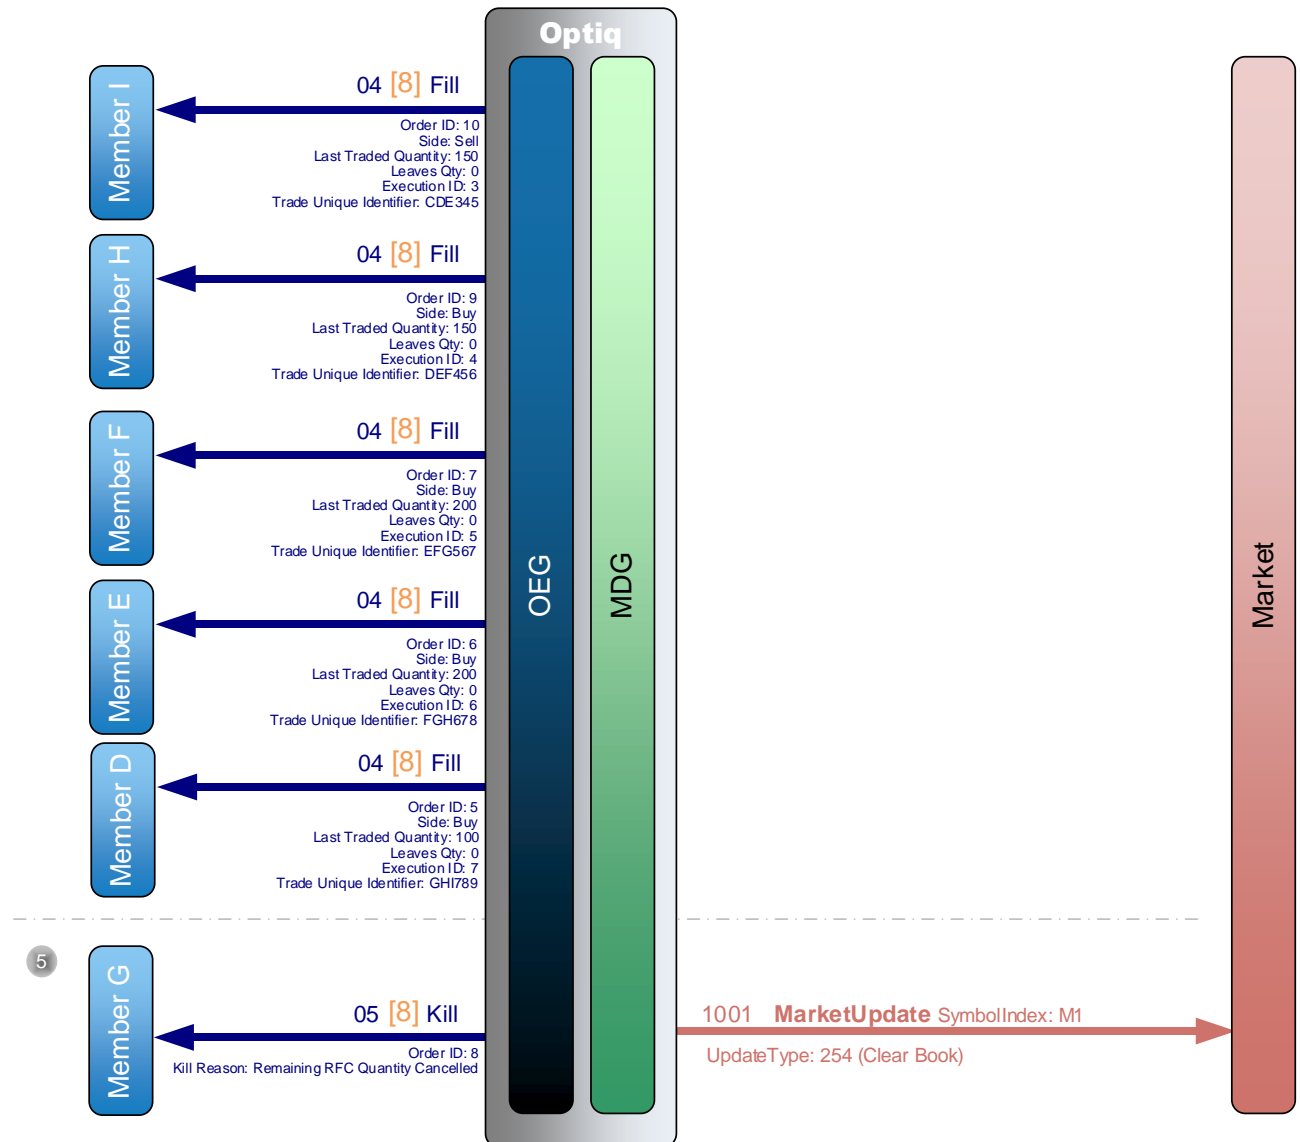 Optiq
Member I
04 [8] Fill
Order ID: 10
Side: Sell
Last Traded Quantity: 150
Leaves Qty: 0
Execution ID: 3
Trade Unique Identifier: CDE345
Member H
04 [8] Fill
Order ID: 9
Side: Buy
Last Traded Quantity: 150
Leaves Qty: 0
Execution ID: 4
Trade Unique Identifier: DEF456
Member F
04 [8] Fill
Order ID: 7
Side: Buy
Last Traded Quantity: 200
Leaves Qty: 0
Execution ID: 5
Trade Unique Identifier: EFG567
OEG
MDG
Market
Member E
04 [8] Fill
Order ID: 6
Side: Buy
Last Traded Quantity: 200
Leaves Qty: 0
Execution ID: 6
Trade Unique Identifier: FGH678
Member D
04 [8] Fill
Order ID: 5
Side: Buy
Last Traded Quantity: 100
Leaves Qty: 0
Execution ID: 7
Trade Unique Identifier: GHI789
5
Member G
05 [8] Kill
Order ID: 8
Kill Reason: Remaining RFC Quantity Cancelled
1001 MarketUpdate SymbolIndex: M1
UpdateType: 254 (Clear Book)